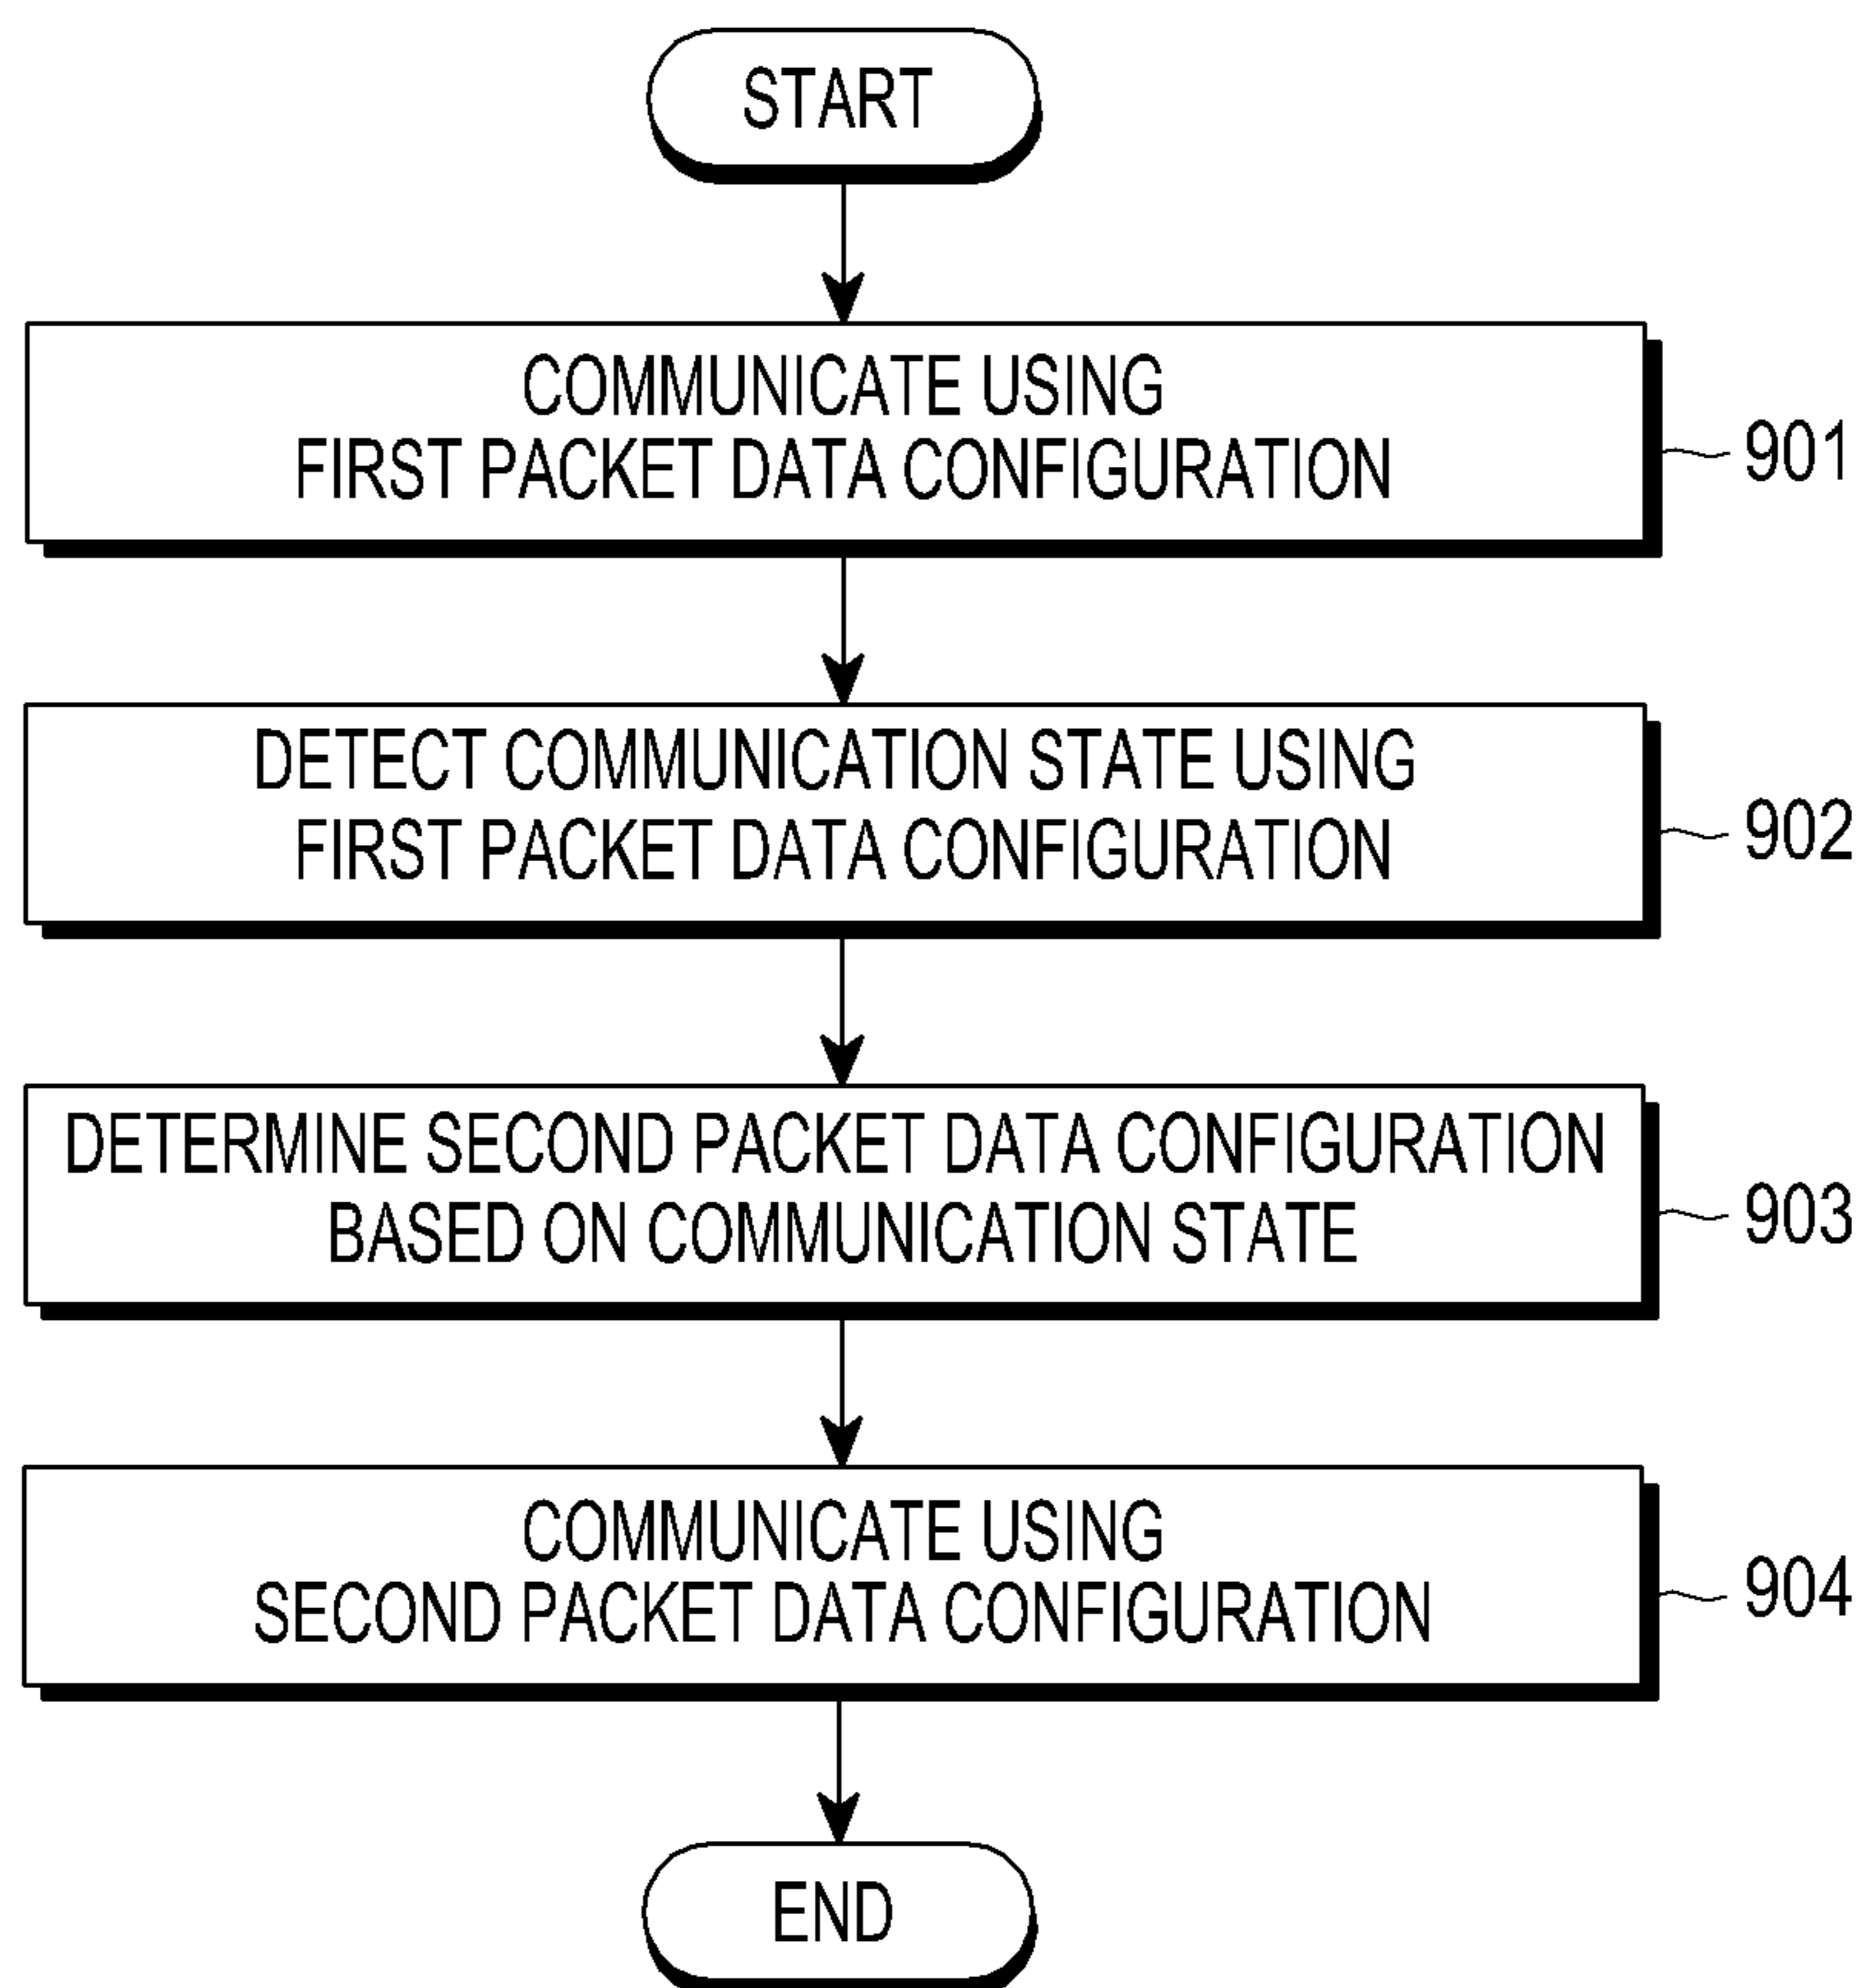 START
COMMUNICATE USING
FIRST PACKET DATA CONFIGURATION
901
DETECT COMMUNICATION STATE USING
FIRST PACKET DATA CONFIGURATION
902
DETERMINE SECOND PACKET DATA CONFIGURATION
BASED ON COMMUNICATION STATE
903
COMMUNICATE USING
SECOND PACKET DATA CONFIGURATION
904
END